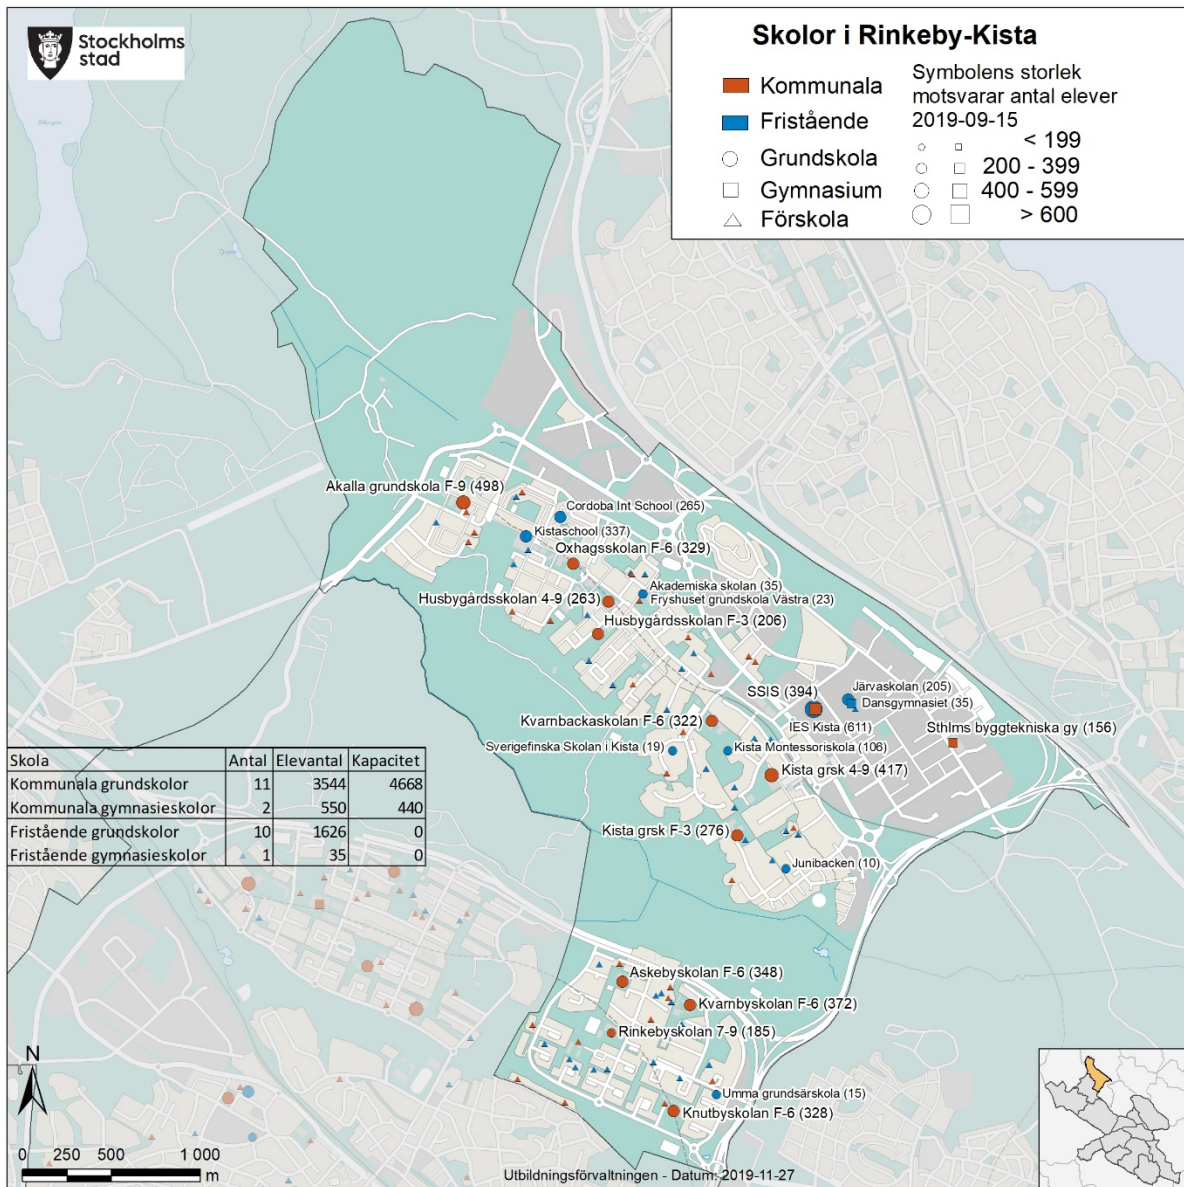 Stockholms
stad
Skolor i Rinkeby-Kista
Kommunala
Fristående
Grundskola
Gymnasium
Förskola
Symbolens storlek
motsvarar antal elever
2019-09-15
< 199
200 - 399
400 - 599
> 600
Akalla grundskola F-9 (498)
Cordoba Int School (265)
Kistaschool (337)
Oxhagsskolan F-6 (329)
Akademiska skolan (35)
Husbygårdsskolan 4-9 (263)
Fryshuset grundskola Västra (23)
Husbygårdsskolan F-3 (206)
SSIS (394)
Järvaskolan (205)
Dansgymnasiet (35)
Kvarnbackaskolan F-6 (322)
IES Kista (611)
Sthlms byggtekniska gy (156)
Sverigefinska Skolan i Kista (19)
Kista Montessoriskola (106)
Kista grsk 4-9 (417)
Kista grsk F-3 (276)
Junibacken (10)
Skola Antal Elevantal Kapacitet
Kommunala grundskolor 11 3544 4668
Kommunala gymnasieskolor 2 550 440
Fristående grundskolor 10 1626 0
Fristående gymnasieskolor 1 35 0
Askebyskolan F-6 (348)
Kvarnbyskolan F-6 (372)
Rinkebyskolan 7-9 (185)
Umma grundsärskola (15)
Knutbyskolan F-6 (328)
N
0 250 500 1 000
m
Utbildningsförvaltningen - Datum: 2019-11-27